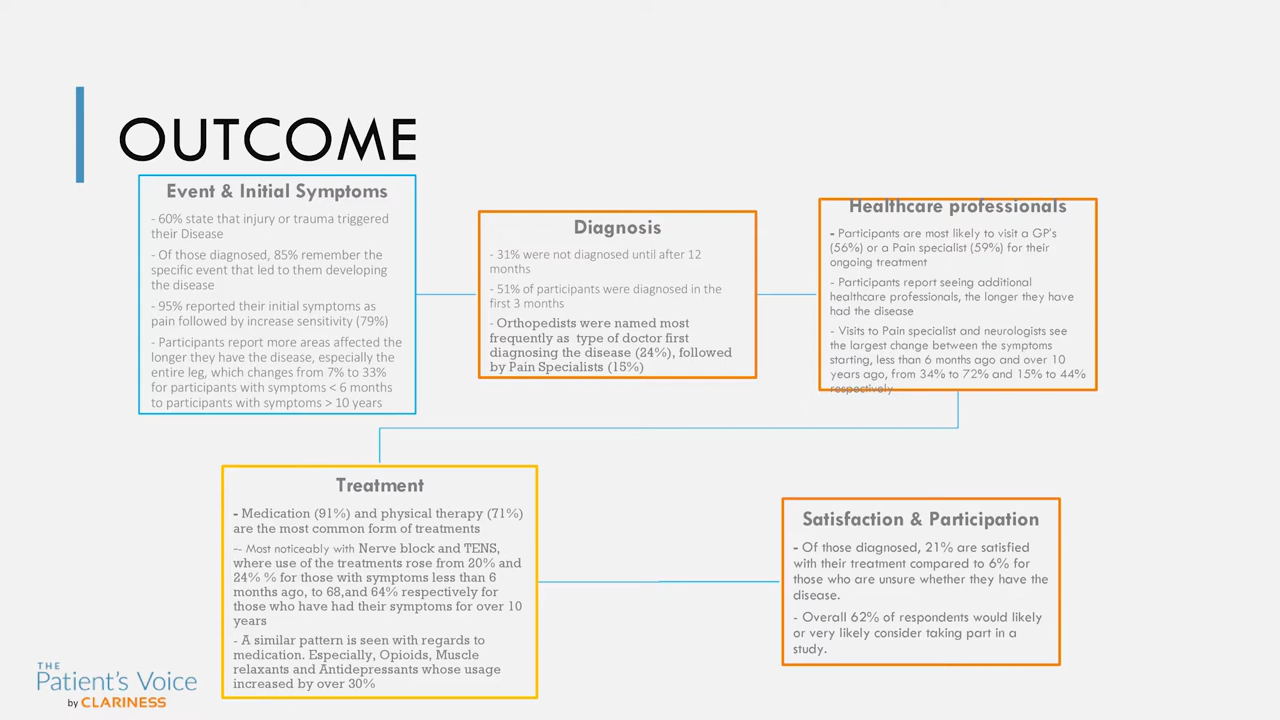 OUTCOME
Event & Initial Symptoms
- 60% state that injury or trauma triggered
their Disease
- Of those diagnosed, 85% remember the
specific event that led to them developing
the disease
- 95% reported their initial symptoms as
pain followed by increase sensitivity (79%)
- Participants report more areas affected the
longer they have the disease, especially the
entire leg, which changes from 7% to 33%
for participants with symptoms < 6 months
to participants with symptoms > 10 years
Diagnosis
- 31% were not diagnosed until after 12
months
- 51% of participants were diagnosed in the
first 3 months
- Orthopedists were named most
frequently as type of doctor first
diagnosing the disease (24%), followed
by Pain Specialists (15%)
Healthcare professionals
- Participants are most likely to visit a GP's
(56%) or a Pain specialist (59%) for their
ongoing treatment
- Participants report seeing additional
healthcare professionals, the longer they have
had the disease
- Visits to Pain specialist and neurologists see
the largest change between the symptoms
starting, less than 6 months ago and over 10
years ago, from 34% to 72% and 15% to 44%
respectively
Treatment
- Medication (91%) and physical therapy (71%)
are the most common form of treatments
-- Most noticeably with Nerve block and TENS,
where use of the treatments rose from 20% and
24% % for those with symptoms less than 6
months ago, to 68,and 64% respectively for
those who have had their symptoms for over 10
years
- A similar pattern is seen with regards to
medication. Especially, Opioids, Muscle
relaxants and Antidepressants whose usage
increased by over 30%
Satisfaction & Participation
- Of those diagnosed, 21% are satisfied
with their treatment compared to 6% for
those who are unsure whether they have the
disease.
- Overall 62% of respondents would likely
or very likely consider taking part in a
study.
THE
Patient's Voice
by CLARINESS